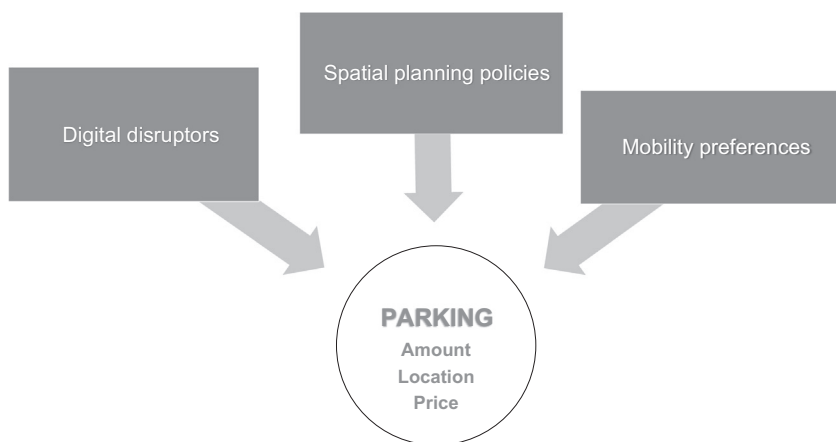 Spatial planning policies
Digital disruptors
Mobility preferences
PARKING
Amount
Location
Price